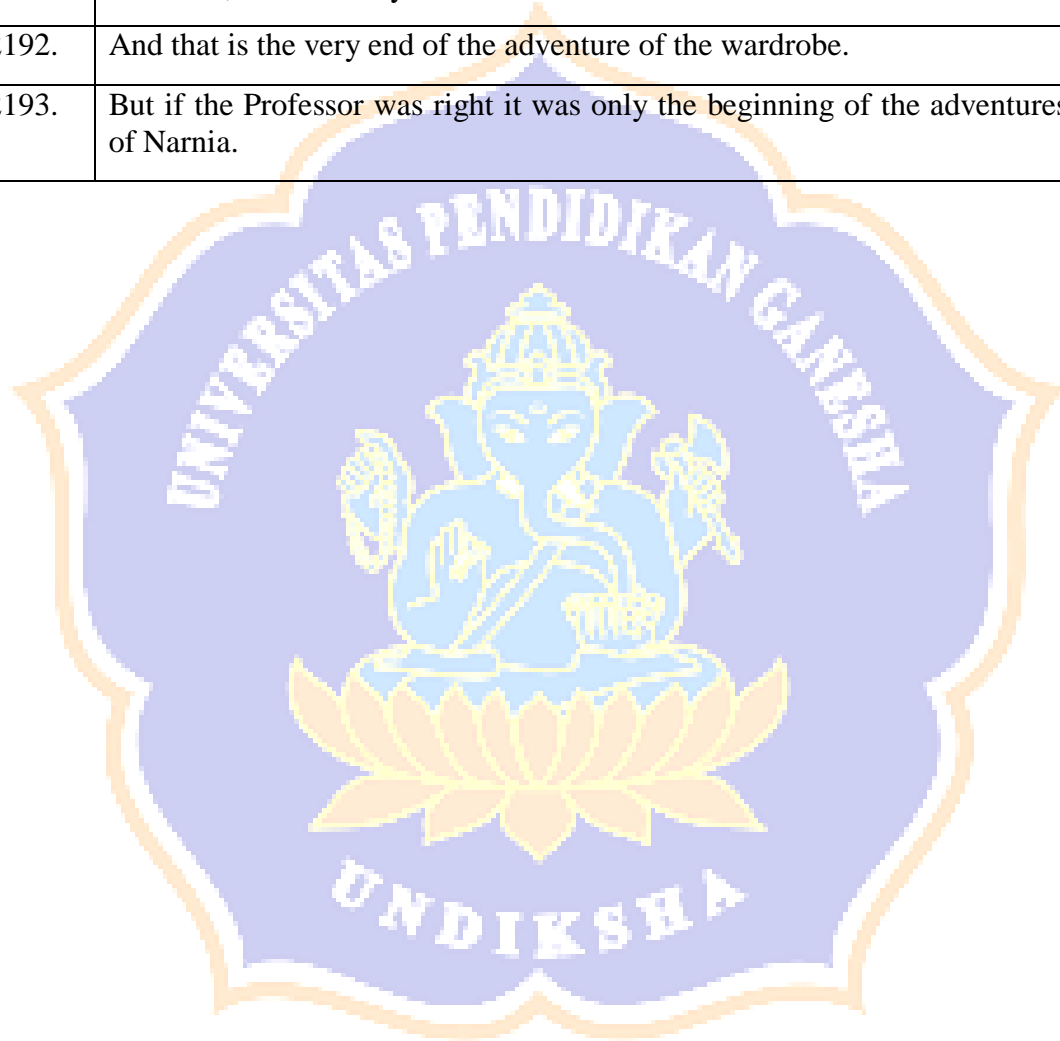 192. And that is the very end of the adventure of the wardrobe.
193. But if the Professor was right it was only the beginning of the adventures
of Narnia.
UNIVERSITAS PENDIDIKAN GANESHA
UNDIKSHA